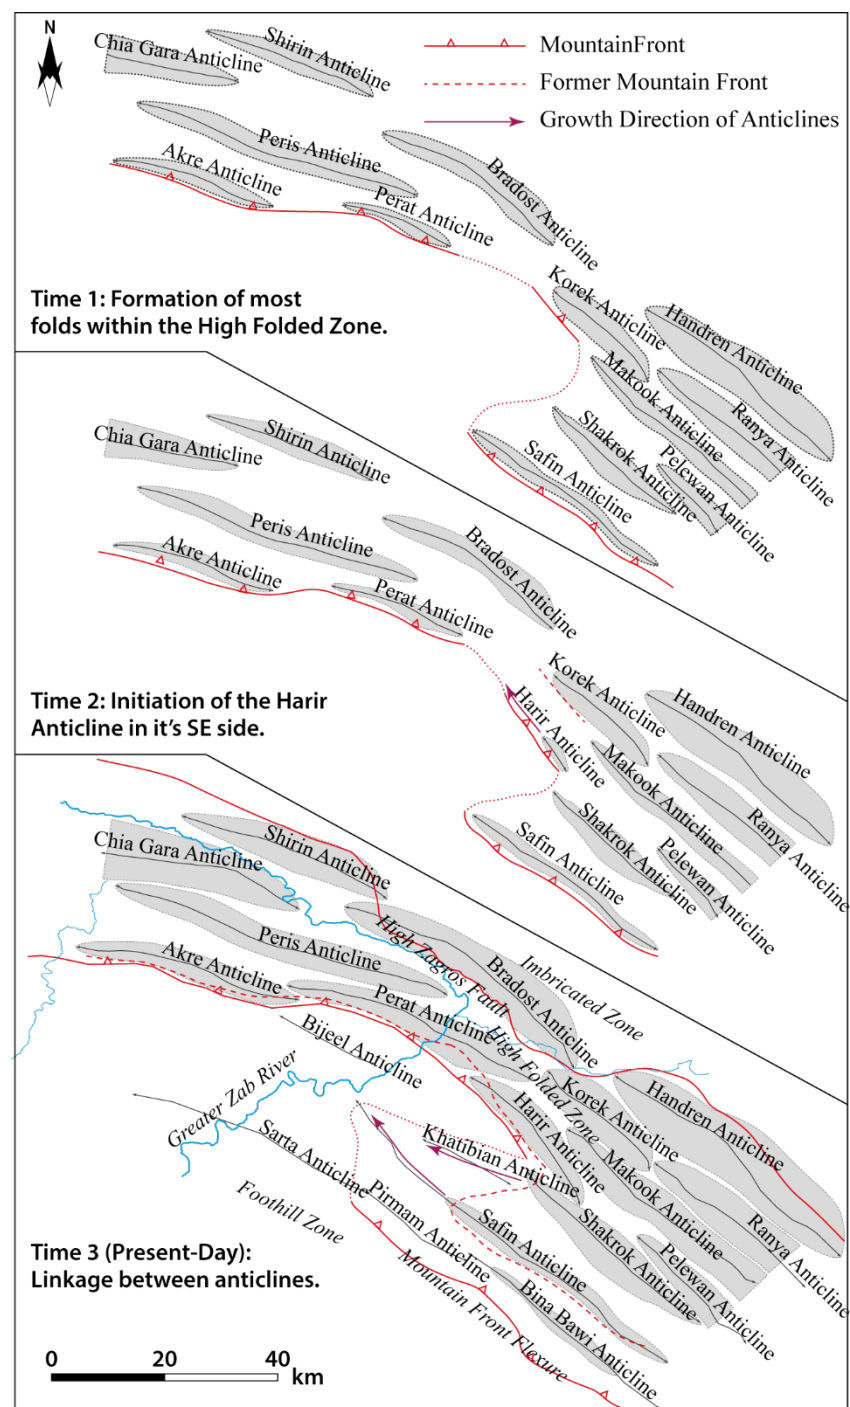 N
MountainFront
Former Mountain Front
Growth Direction of Anticlines
Chia Gara Anticline
Shirin Anticline
Peris Anticline
Akre Anticline
Perat Anticline
Bradost Anticline
Korek Anticline
Handren Anticline
Makook Anticline
Ranya Anticline
Shakrok Anticline
Pelewan Anticline
Safin Anticline
Time 1: Formation of most
folds within the High Folded Zone.
Chia Gara Anticline
Shirin Anticline
Peris Anticline
Akre Anticline
Perat Anticline
Bradost Anticline
Korek Anticline
Harir Anticline
Handren Anticline
Makook Anticline
Ranya Anticline
Shakrok Anticline
Pelewan Anticline
Safin Anticline
Time 2: Initiation of the Harir
Anticline in it's SE side.
Chia Gara Anticline
Shirin Anticline
Peris Anticline
Akre Anticline
Perat Anticline
Bijeel Anticline
High Zagros Fault
Bradost Anticline
Imbricated Zone
High Folded Zone
Korek Anticline
Handren Anticline
Harir Anticline
Khatibian Anticline
Makook Anticline
Ranya Anticline
Shakrok Anticline
Pelewan Anticline
Greater Zab River
Sarta Anticline
Foothill Zone
Pirmam Anticline
Safin Anticline
Bina Bawi Anticline
Mountain Front Flexure
Time 3 (Present-Day):
Linkage between anticlines.
0 20 40
km